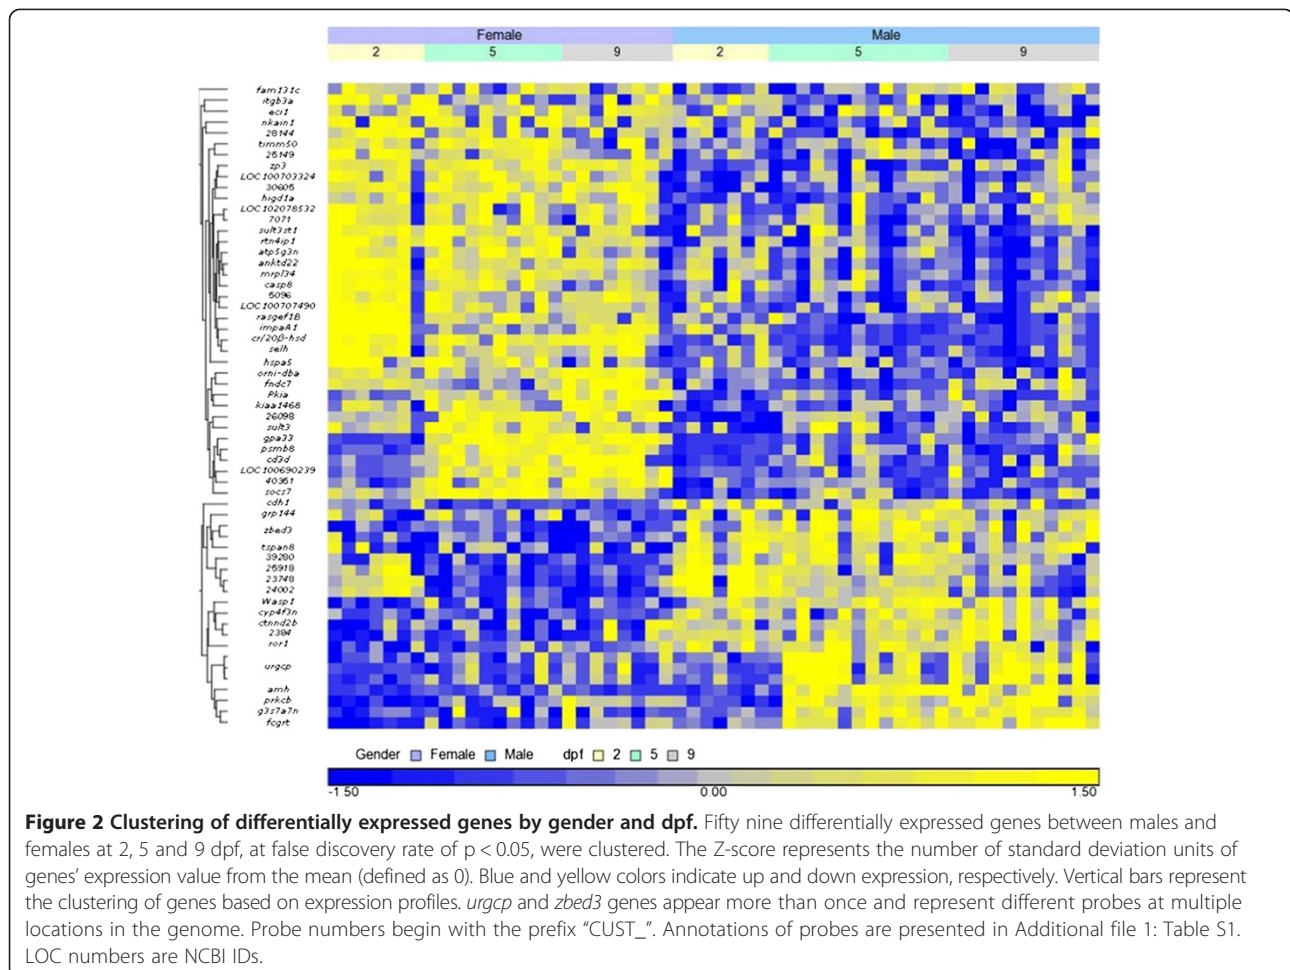 Female Male
2 5 9 2 5 9
fam131c
itgb3a
eci1
nkain1
28144
timm50
25149
zp3
LOC100703324
30605
higd1a
LOC102078532
7071
sult3st1
rtn4ip1
atp5g3n
anktd22
mrpl34
casp8
5096
LOC100707490
rasgef1B
impaA1
cr/20β-hsd
selh
hspa5
orni-dba
fndc7
Pkia
kiaa1468
26098
sult3
gpa33
psmb8
cd3d
LOC100690239
40351
socs7
cdh1
grp144
zbed3
tspan8
39280
25918
23748
24002
Wasp1
cyp4f3n
ctnnd2b
2384
ror1
urgcp
amh
prkcb
g3s7a7n
fcgrt
Gender Female Male dpf 2 5 9
-1.50 0.00 1.50
Figure 2 Clustering of differentially expressed genes by gender and dpf. Fifty nine differentially expressed genes between males and
females at 2, 5 and 9 dpf, at false discovery rate of p < 0.05, were clustered. The Z-score represents the number of standard deviation units of
genes' expression value from the mean (defined as 0). Blue and yellow colors indicate up and down expression, respectively. Vertical bars represent
the clustering of genes based on expression profiles. urgcp and zbed3 genes appear more than once and represent different probes at multiple
locations in the genome. Probe numbers begin with the prefix “CUST_”. Annotations of probes are presented in Additional file 1: Table S1.
LOC numbers are NCBI IDs.